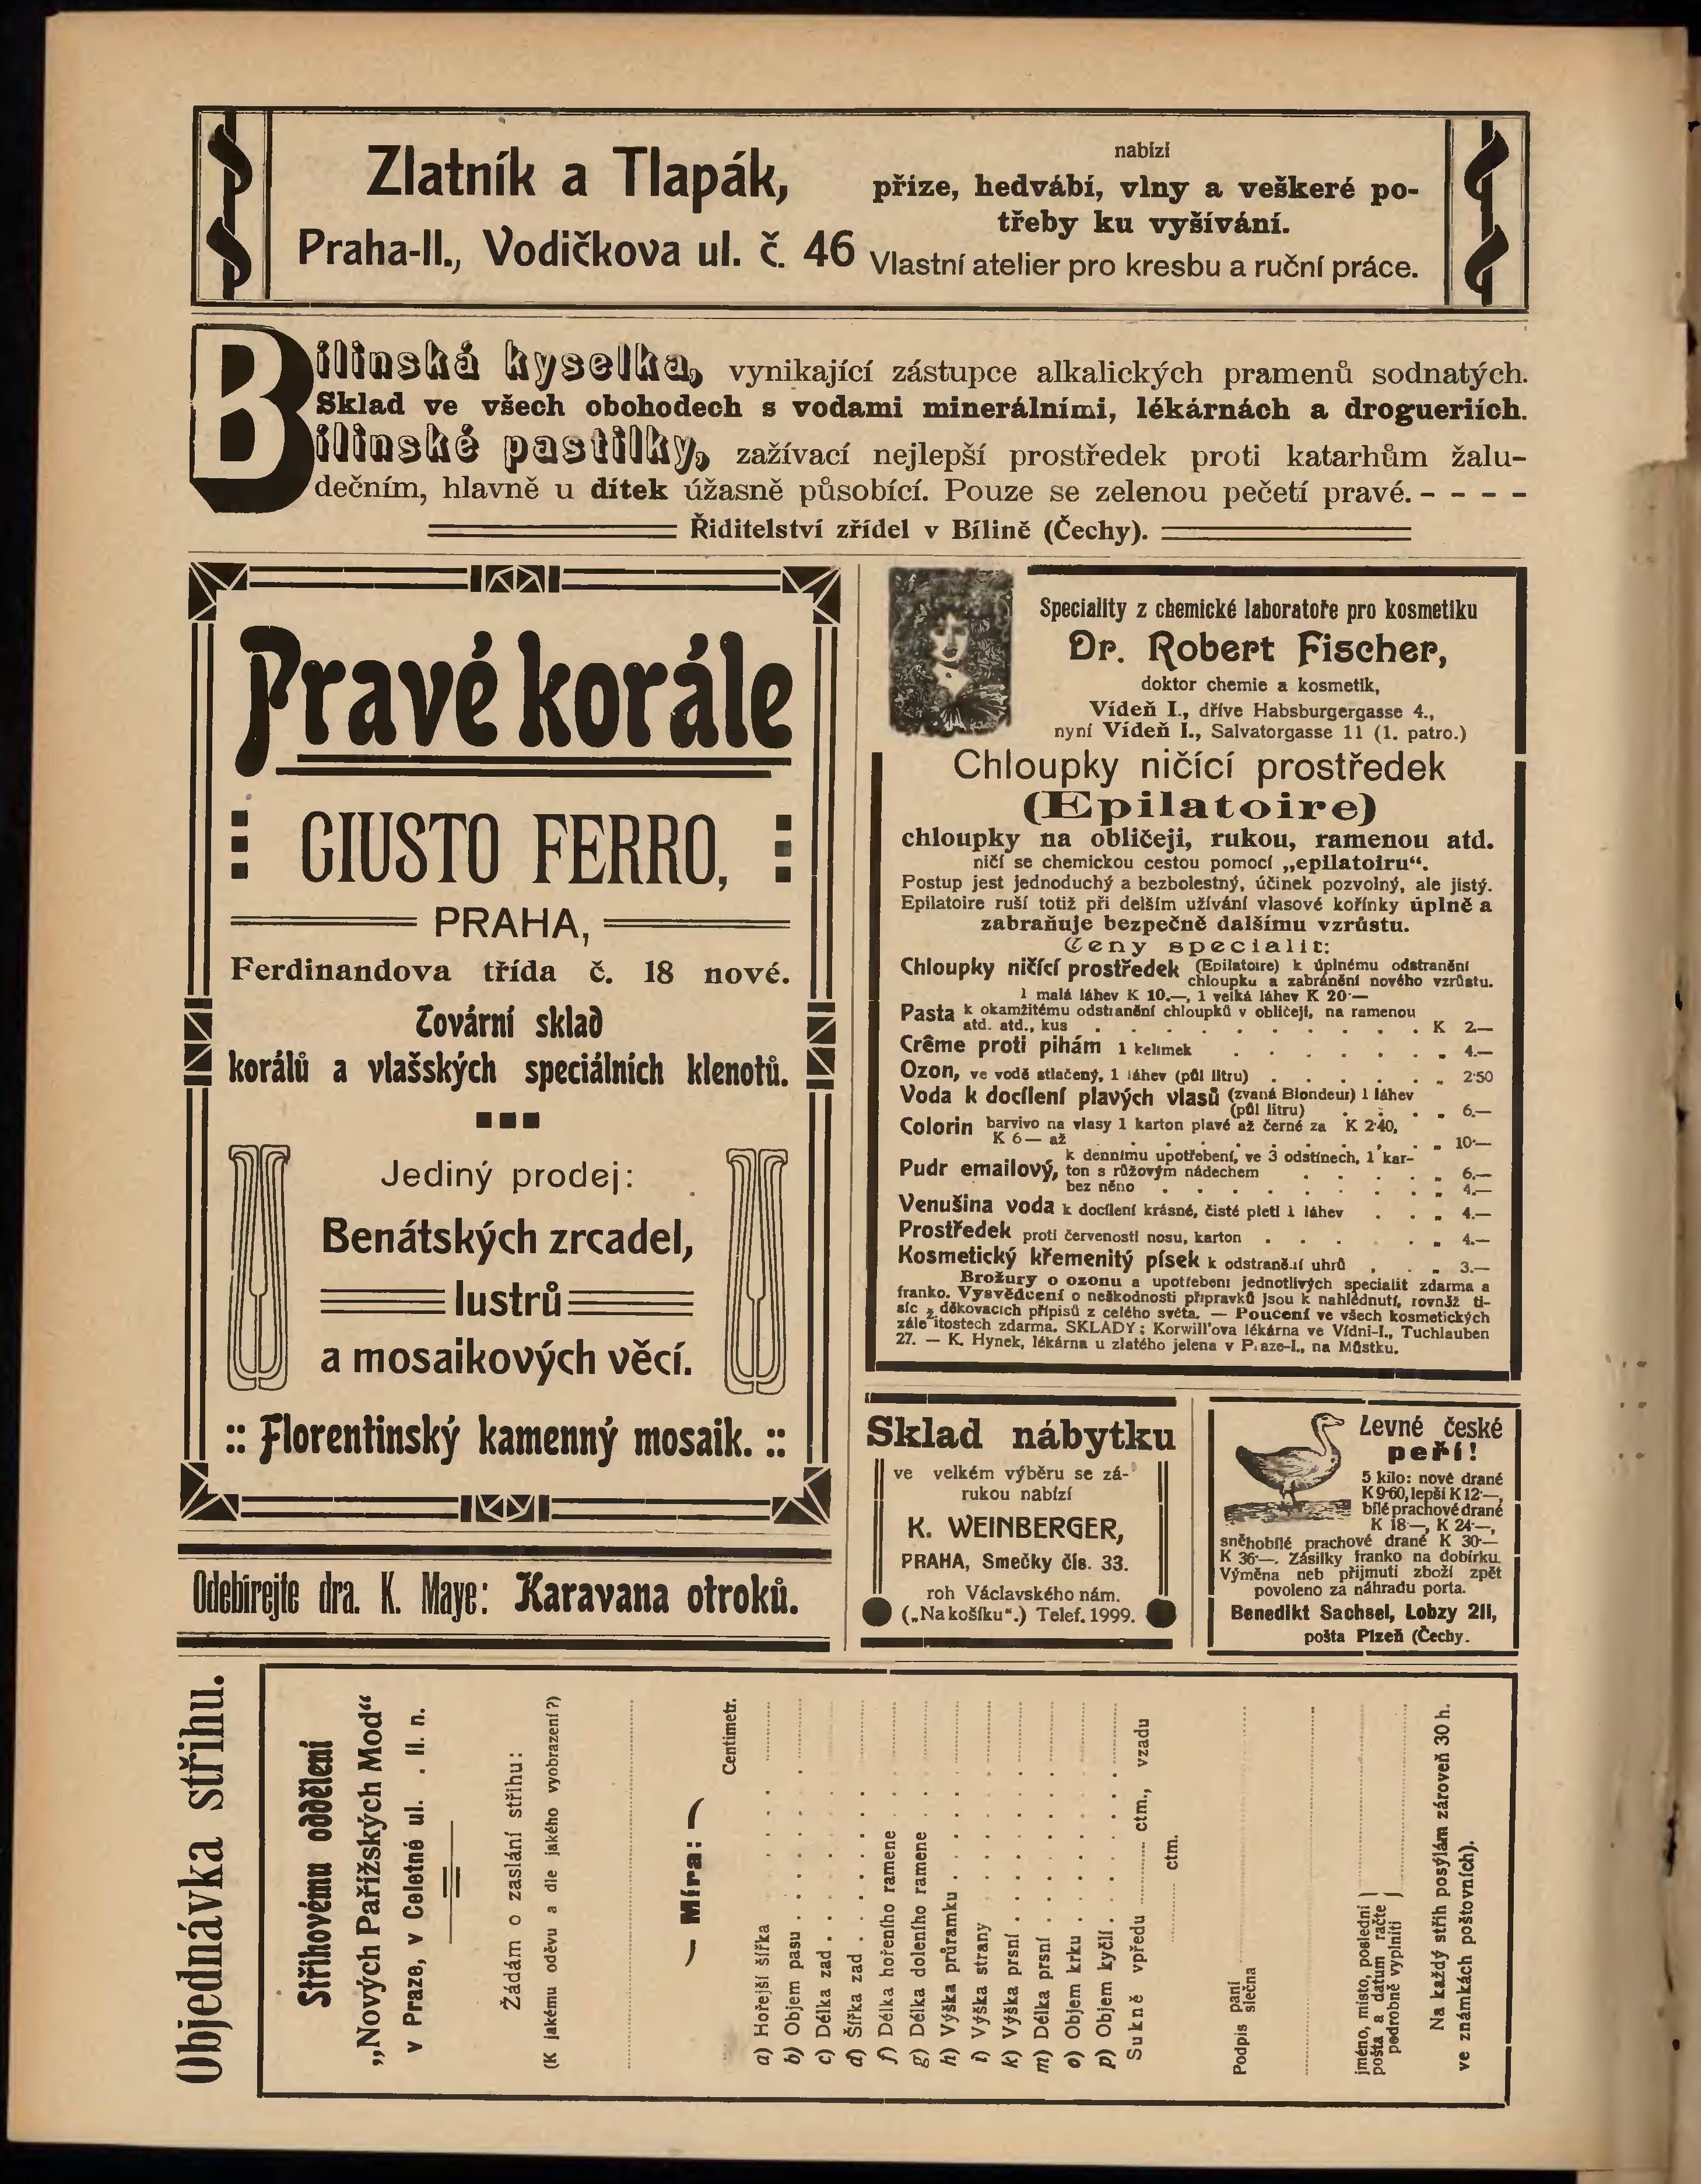 Zlatník a Tlapák,
Praha-II., Vodičkova ul. č. 46
nabízí
příze, hedvábí, vlny a veškeré po-
třeby ku vyšívání.
Vlastní atelier pro kresbu a ruční práce.
Bílinská kyselka, vynikající zástupce alkalických pramenů sodnatých.
Sklad ve všech obohodech s vodami minerálními, lékárnách a drogueriích.
Bílinské pastilky, zažívací nejlepší prostředek proti katarhům žalu-
dečním, hlavně u dítek úžasně působící. Pouze se zelenou pečetí pravé. - - - -
Řiditelství zřídel v Bílině (Čechy).
Pravé korále
GIUSTO FERRO,
PRAHA,
Ferdinandova třída č. 18 nové.
Tovární sklad
korálů a vlašských speciálních klenotů.
Jediný prodej:
Benátských zrcadel,
lustrů
a mosaikových věcí.
:: Florentinský kamenný mosaik. ::
Odebírejte dra. K. Maye: Karavana otroků.
Speciality z chemické laboratoře pro kosmetiku
Dr. Robert Fischer,
doktor chemie a kosmetik,
Vídeň I., dříve Habsburgergasse 4.,
nyní Vídeň I., Salvatorgasse 11 (1. patro.)
Chloupky ničící prostředek
(Epilatoire)
chloupky na obličeji, rukou, ramenou atd.
ničí se chemickou cestou pomocí „epilatoiru“.
Postup jest jednoduchý a bezbolestný, účinek pozvolný, ale jistý.
Epilatoire ruší totiž při delším užívání vlasové kořínky úplně a
zabraňuje bezpečně dalšímu vzrůstu.
Ceny specialit:
Chloupky ničící prostředek (Epilatoire) k úplnému odstranění
chloupku a zabránění nového vzrůstu.
1 malá láhev K 10.—, 1 velká láhev K 20·—
Pasta k okamžitému odstranění chloupků v obličeji, na ramenou
atd. atd., kus . . . . . . . . . . K 2.—
Crême proti pihám 1 kelímek . . . . . . „ 4.—
Ozon, ve vodě stlačený, 1 láhev (půl litru) . . . . . „ 2·50
Voda k docílení plavých vlasů (zvaná Blondeur) 1 láhev
(půl litru) . . . „ 6.—
Colorin barvivo na vlasy 1 karton plavé až černé za K 2·40,
K 6— až . . . . . . . . . „ 10·—
Pudr emailový, k dennímu upotřebení, ve 3 odstínech, 1 kar-
ton s růžovým nádechem . . . . „ 6.—
bez něho . . . . . . . „ 4.—
Venušina voda k docílení krásné, čisté pleti 1 láhev . . „ 4.—
Prostředek proti červenosti nosu, karton . . . . . „ 4.—
Kosmetický křemenitý písek k odstranění uhrů . . „ 3.—
Brožury o ozonu a upotřebení jednotlivých specialit zdarma a
franko. Vysvědčení o neškodnosti přípravků jsou k nahlédnutí, rovněž ti-
síc z děkovacích přípisů z celého světa. — Poučení ve všech kosmetických
zále itostech zdarma. SKLADY: Korwill'ova lékárna ve Vídni-I., Tuchlauben
27. — K. Hynek, lékárna u zlatého jelena v Praze-I., na Můstku.
Sklad nábytku
ve velkém výběru se zá-
rukou nabízí
K. WEINBERGER,
PRAHA, Smečky čís. 33.
roh Václavského nám.
(„Na košíku“.) Telef. 1999.
Levné české
peří!
5 kilo: nové drané
K 9·60, lepší K 12·—,
bílé prachové drané
K 18·—, K 24·—,
sněhobílé prachové drané K 30·—
K 36·—. Zásilky franko na dobírku.
Výměna neb přijmutí zboží zpět
povoleno za náhradu porta.
Benedikt Sachsel, Lobzy 211,
pošta Plzeň (Čechy.
Objednávka střihu.
Střihovému oddělení
„Nových Pařížských Mod“
v Praze, v Celetné ul. . II. n.
Žádám o zaslání střihu:
(K jakému oděvu a dle jakého vyobrazení?)
Míra:
Centimetr.
a) Hořejší šířka
b) Objem pasu
c) Délka zad
d) Šířka zad
f) Délka hořeního ramene
g) Délka doleního ramene
h) Výška průramku
i) Výška strany
k) Výška prsní
m) Délka prsní
o) Objem krku
p) Objem kyčlí
Sukně vpředu ctm., vzadu
ctm.
Podpis paní
slečna
jméno, místo, poslední
pošta a datum račte
podrobně vyplniti
Na každý střih posýlám zároveň 30 h.
ve známkách poštovních).